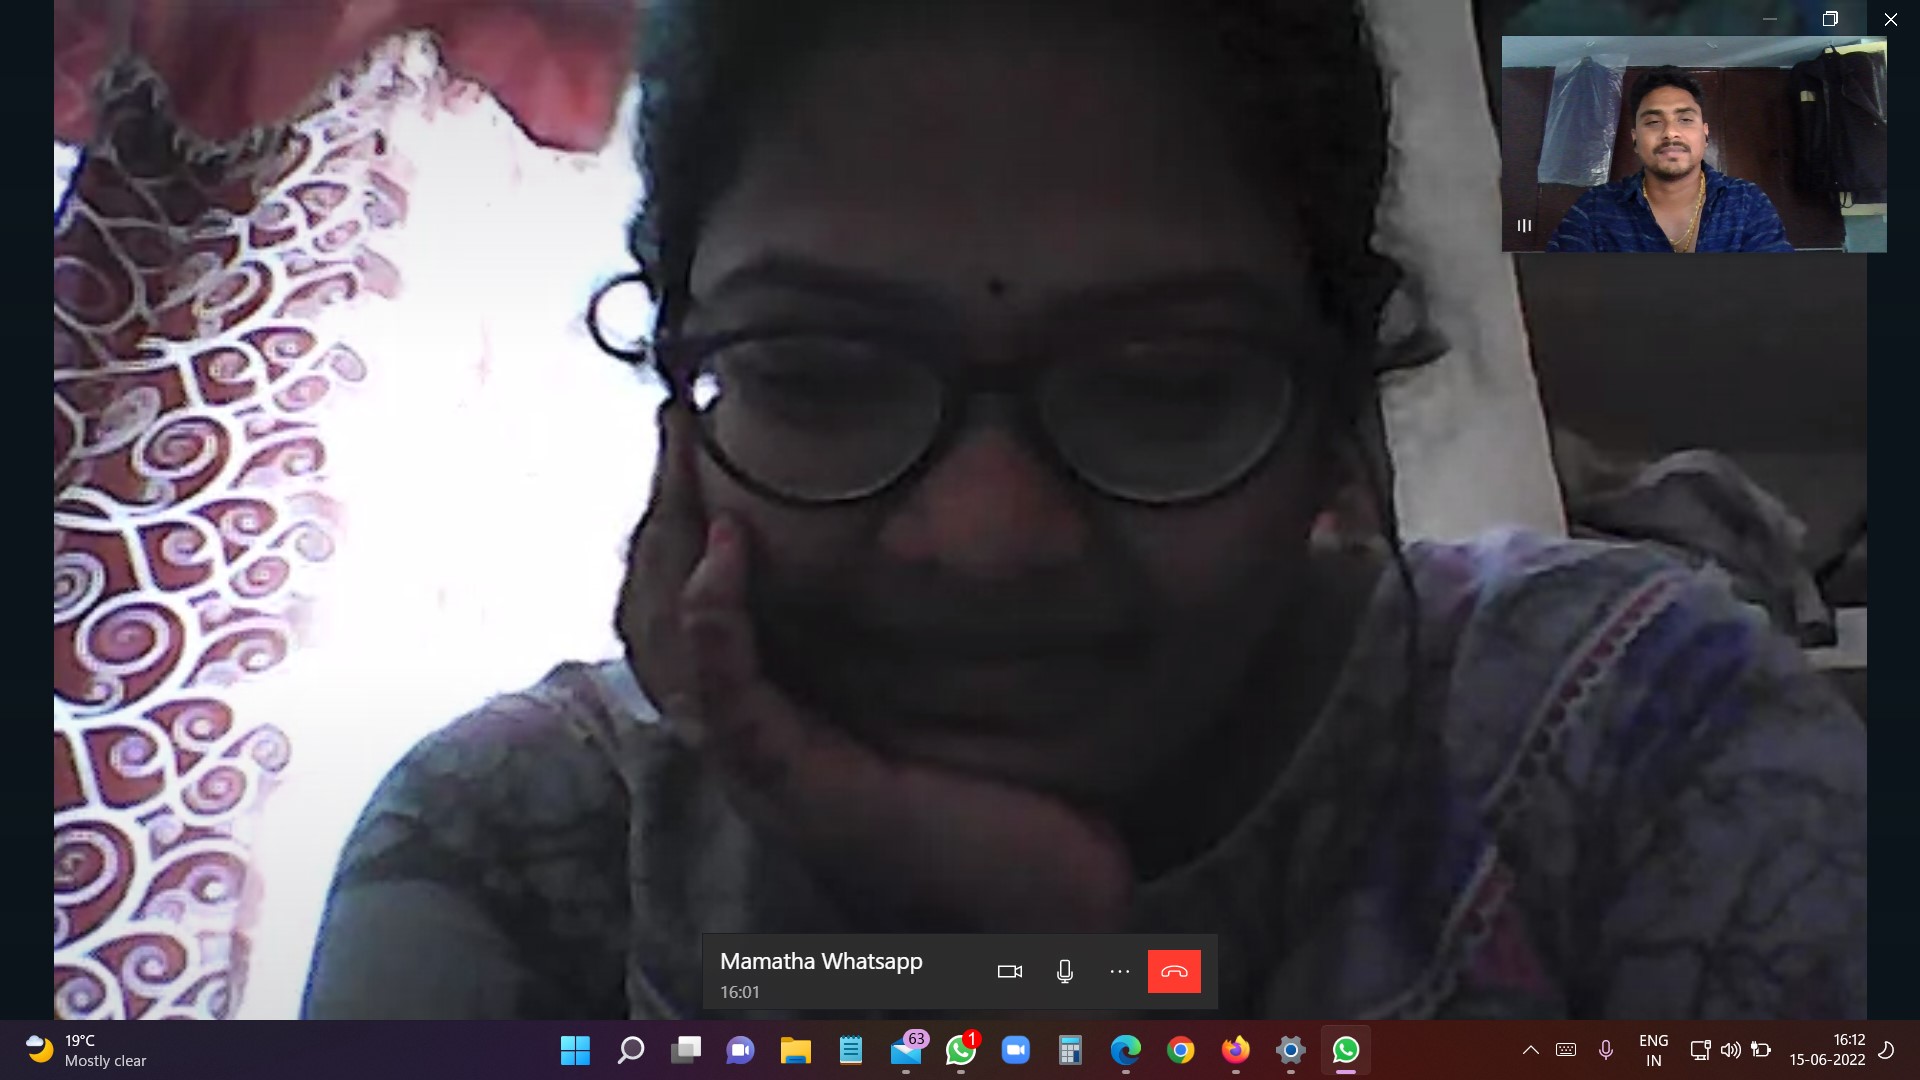 Mamatha Whatsapp
16:01
19°C
Mostly clear
63
1
ENG
IN
16:12
15-06-2022